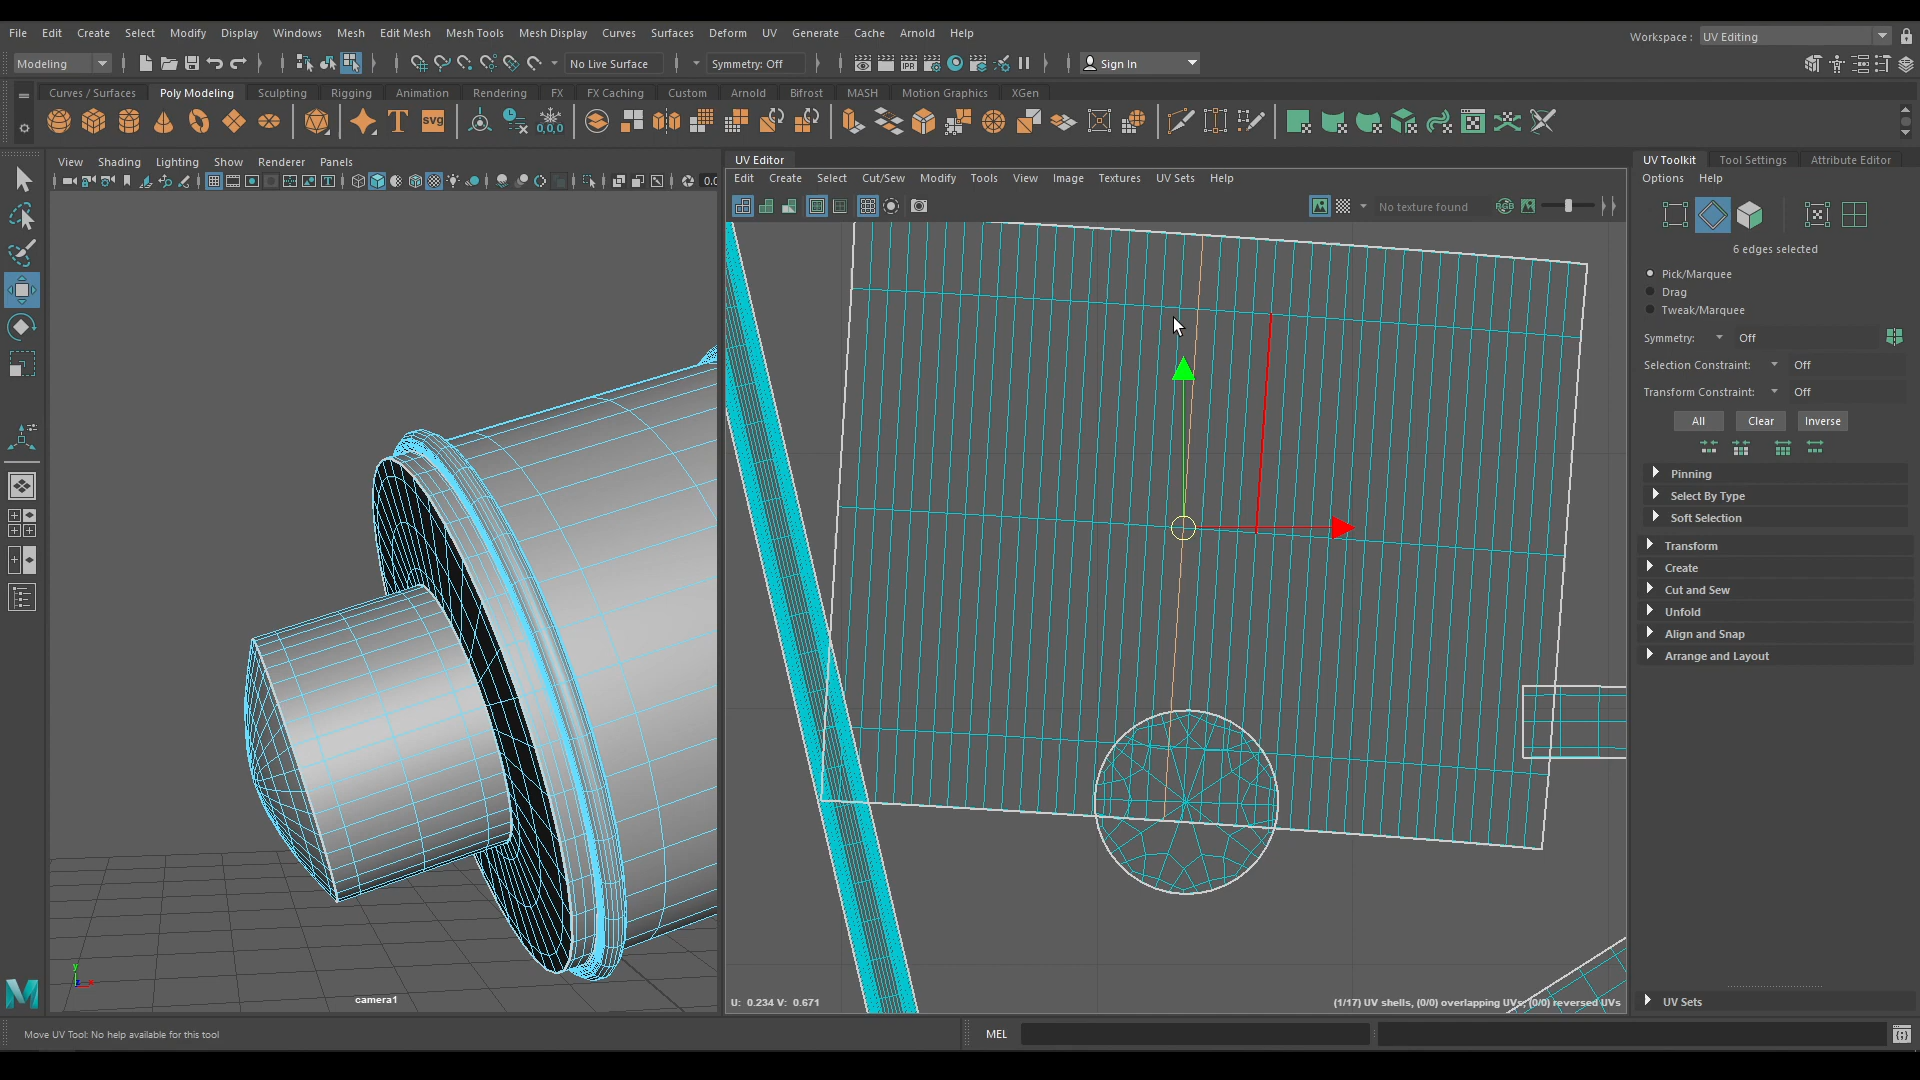 File Edit Create Select Modify Display Windows Mesh Edit Mesh Mesh Tools Mesh Display Curves Surfaces Deform UV Generate Cache Arnold Help
Workspace : UV Editing
Modeling No Live Surface Symmetry: Off Sign In
Curves / Surfaces Poly Modeling Sculpting Rigging Animation Rendering FX FX Caching Custom Arnold Bifrost MASH Motion Graphics XGen
View Shading Lighting Show Renderer Panels
0.0
UV Editor
Edit Create Select Cut/Sew Modify Tools View Image Textures UV Sets Help
No texture found
UV Toolkit Tool Settings Attribute Editor
Options Help
6 edges selected
Pick/Marquee
Drag
Tweak/Marquee
Symmetry: Off
Selection Constraint: Off
Transform Constraint: Off
All Clear Inverse
Pinning
Select By Type
Soft Selection
Transform
Create
Cut and Sew
Unfold
Align and Snap
Arrange and Layout
UV Sets
camera1
U: 0.234 V: 0.671
(1/17) UV shells, (0/0) overlapping UVs, (0/0) reversed UVs
Move UV Tool: No help available for this tool
MEL